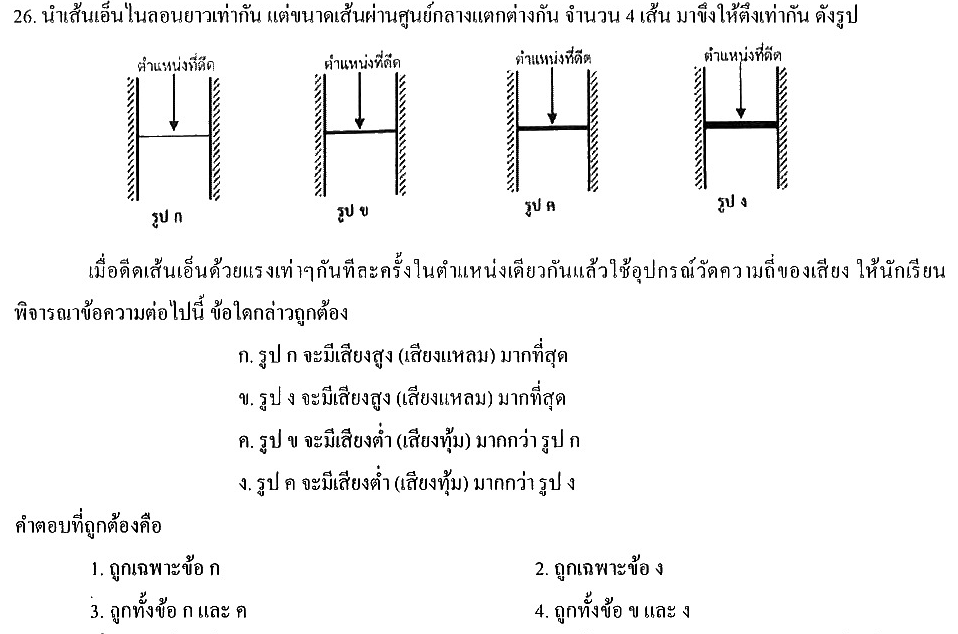 26. นำเส้นเอ็นไนลอนยาวเท่ากัน แต่ขนาดเส้นผ่านศูนย์กลางแตกต่างกัน จำนวน 4 เส้น มาขึงให้ตึงเท่ากัน ดังรูป
ตำแหน่งที่ดีด ตำแหน่งที่ดีด ตำแหน่งที่ดีด ตำแหน่งที่ดีด
รูป ก รูป ข รูป ค รูป ง
เมื่อดีดเส้นเอ็นด้วยแรงเท่าๆกันทีละครั้งในตำแหน่งเดียวกันแล้วใช้อุปกรณ์วัดความถี่ของเสียง ให้นักเรียน
พิจารณาข้อความต่อไปนี้ ข้อใดกล่าวถูกต้อง
ก. รูป ก จะมีเสียงสูง (เสียงแหลม) มากที่สุด
ข. รูป ง จะมีเสียงสูง (เสียงแหลม) มากที่สุด
ค. รูป ข จะมีเสียงต่ำ (เสียงทุ้ม) มากกว่า รูป ก
ง. รูป ค จะมีเสียงต่ำ (เสียงทุ้ม) มากกว่า รูป ง
คำตอบที่ถูกต้องคือ
1. ถูกเฉพาะข้อ ก 2. ถูกเฉพาะข้อ ง
3. ถูกทั้งข้อ ก และ ค 4. ถูกทั้งข้อ ข และ ง